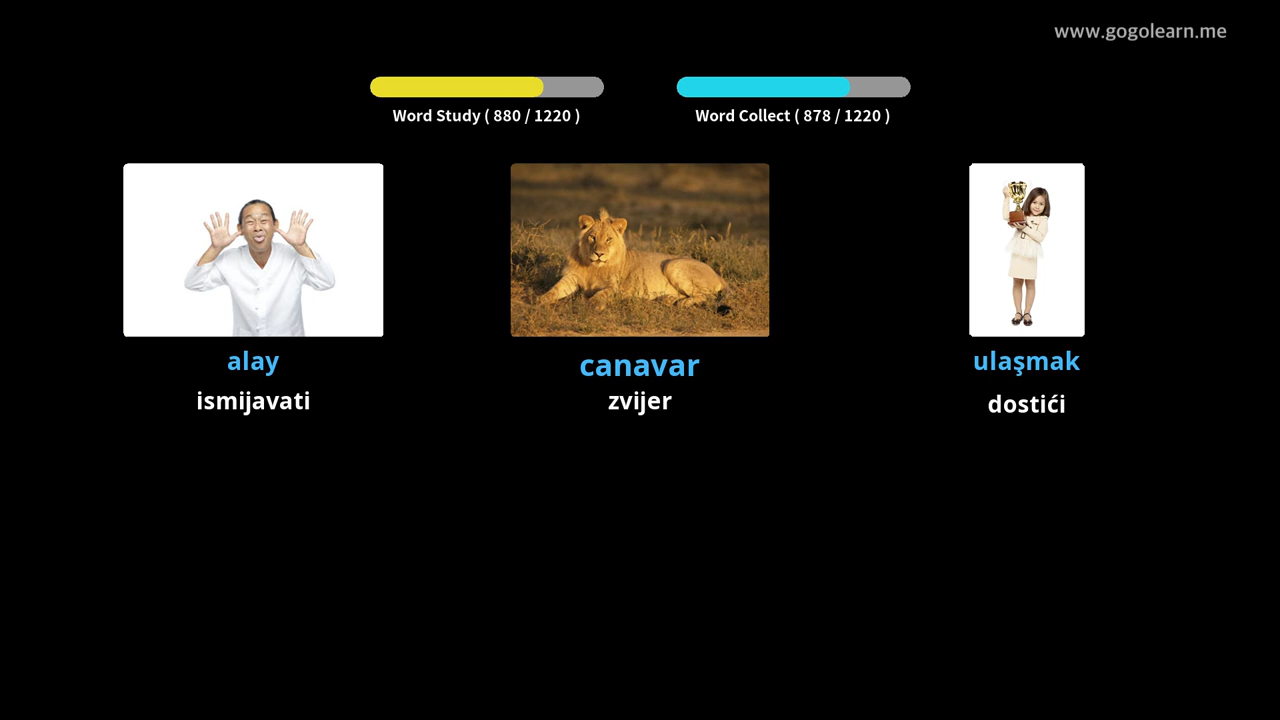 www.gogolearn.me
Word Study ( 880 / 1220 )
Word Collect ( 878 / 1220 )
alay
canavar
ulaşmak
ismijavati
zvijer
dostići